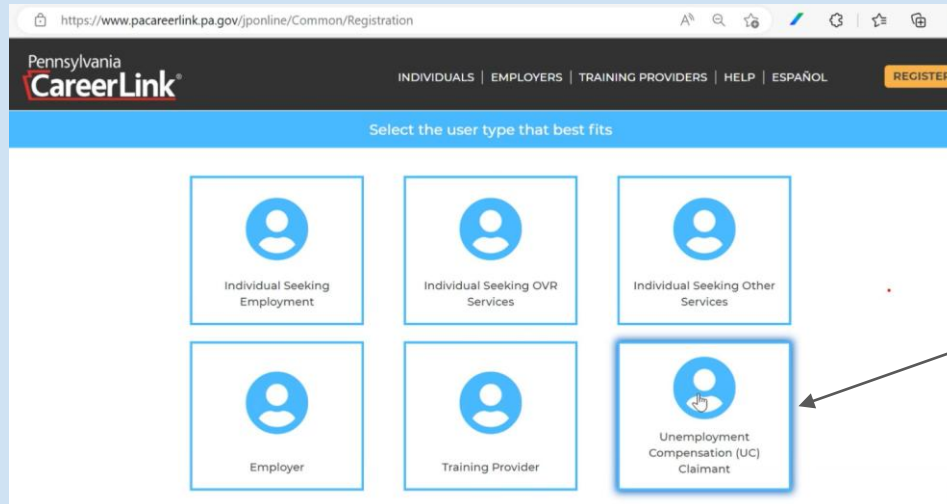 https://www.pacareerlink.pa.gov/jponline/Common/Registration
Pennsylvania
CareerLink®
INDIVIDUALS | EMPLOYERS | TRAINING PROVIDERS | HELP | ESPAÑOL
REGISTER
Select the user type that best fits
Individual Seeking
Employment
Individual Seeking OVR
Services
Individual Seeking Other
Services
Employer
Training Provider
Unemployment
Compensation (UC)
Claimant